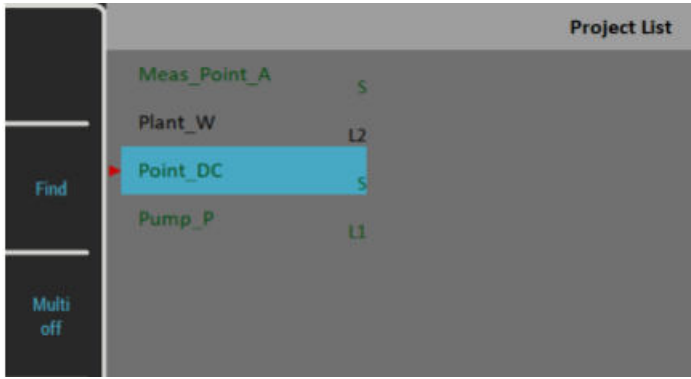 Project List
Meas_Point_A
S
Plant_W
L2
Find
Point_DC
S
Pump_P
L1
Multi
off